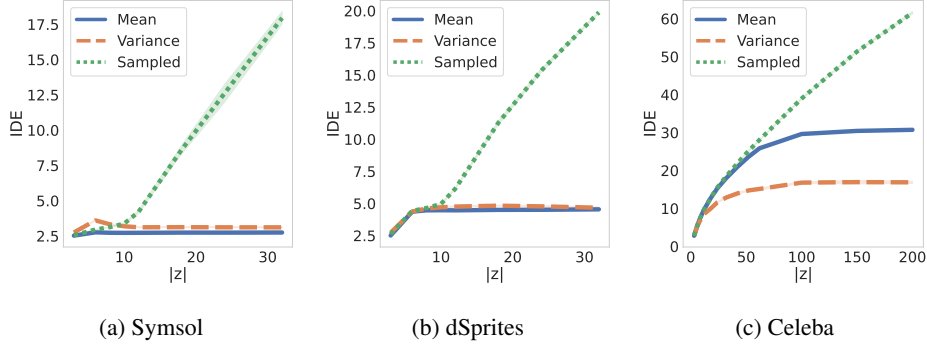 Mean
Variance
Sampled
17.5
15.0
12.5
10.0
7.5
5.0
2.5
IDE
10
20
30
|z|
(a) Symsol
Mean
Variance
Sampled
20.0
17.5
15.0
12.5
10.0
7.5
5.0
2.5
IDE
10
20
30
|z|
(b) dSprites
Mean
Variance
Sampled
60
50
40
30
20
10
0
IDE
0
50
100
150
200
|z|
(c) Celeba